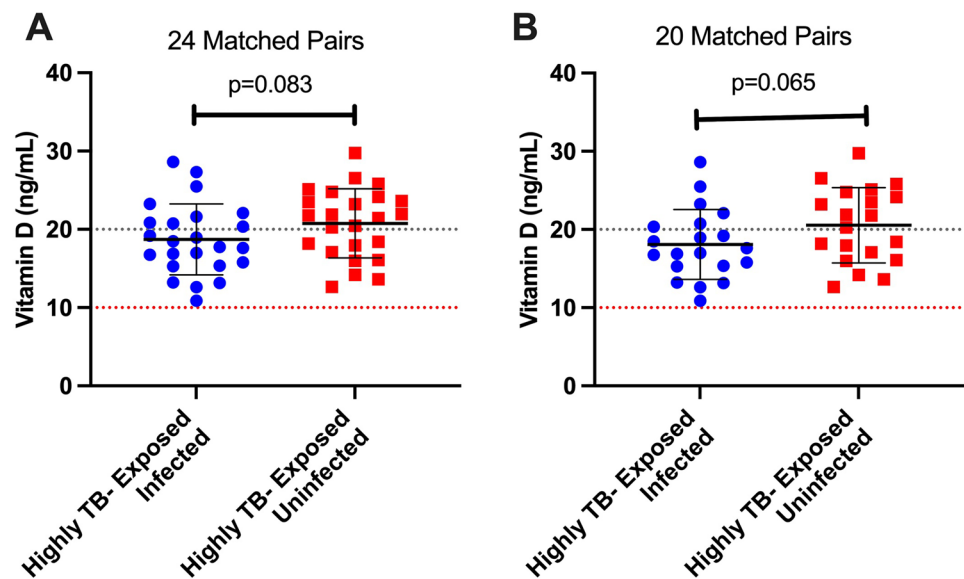 A
24 Matched Pairs
p=0.083
Vitamin D (ng/mL)
40
30
20
10
0
Highly TB- Exposed
Infected
Highly TB- Exposed
Uninfected
B
20 Matched Pairs
p=0.065
Vitamin D (ng/mL)
40
30
20
10
0
Highly TB- Exposed
Infected
Highly TB- Exposed
Uninfected